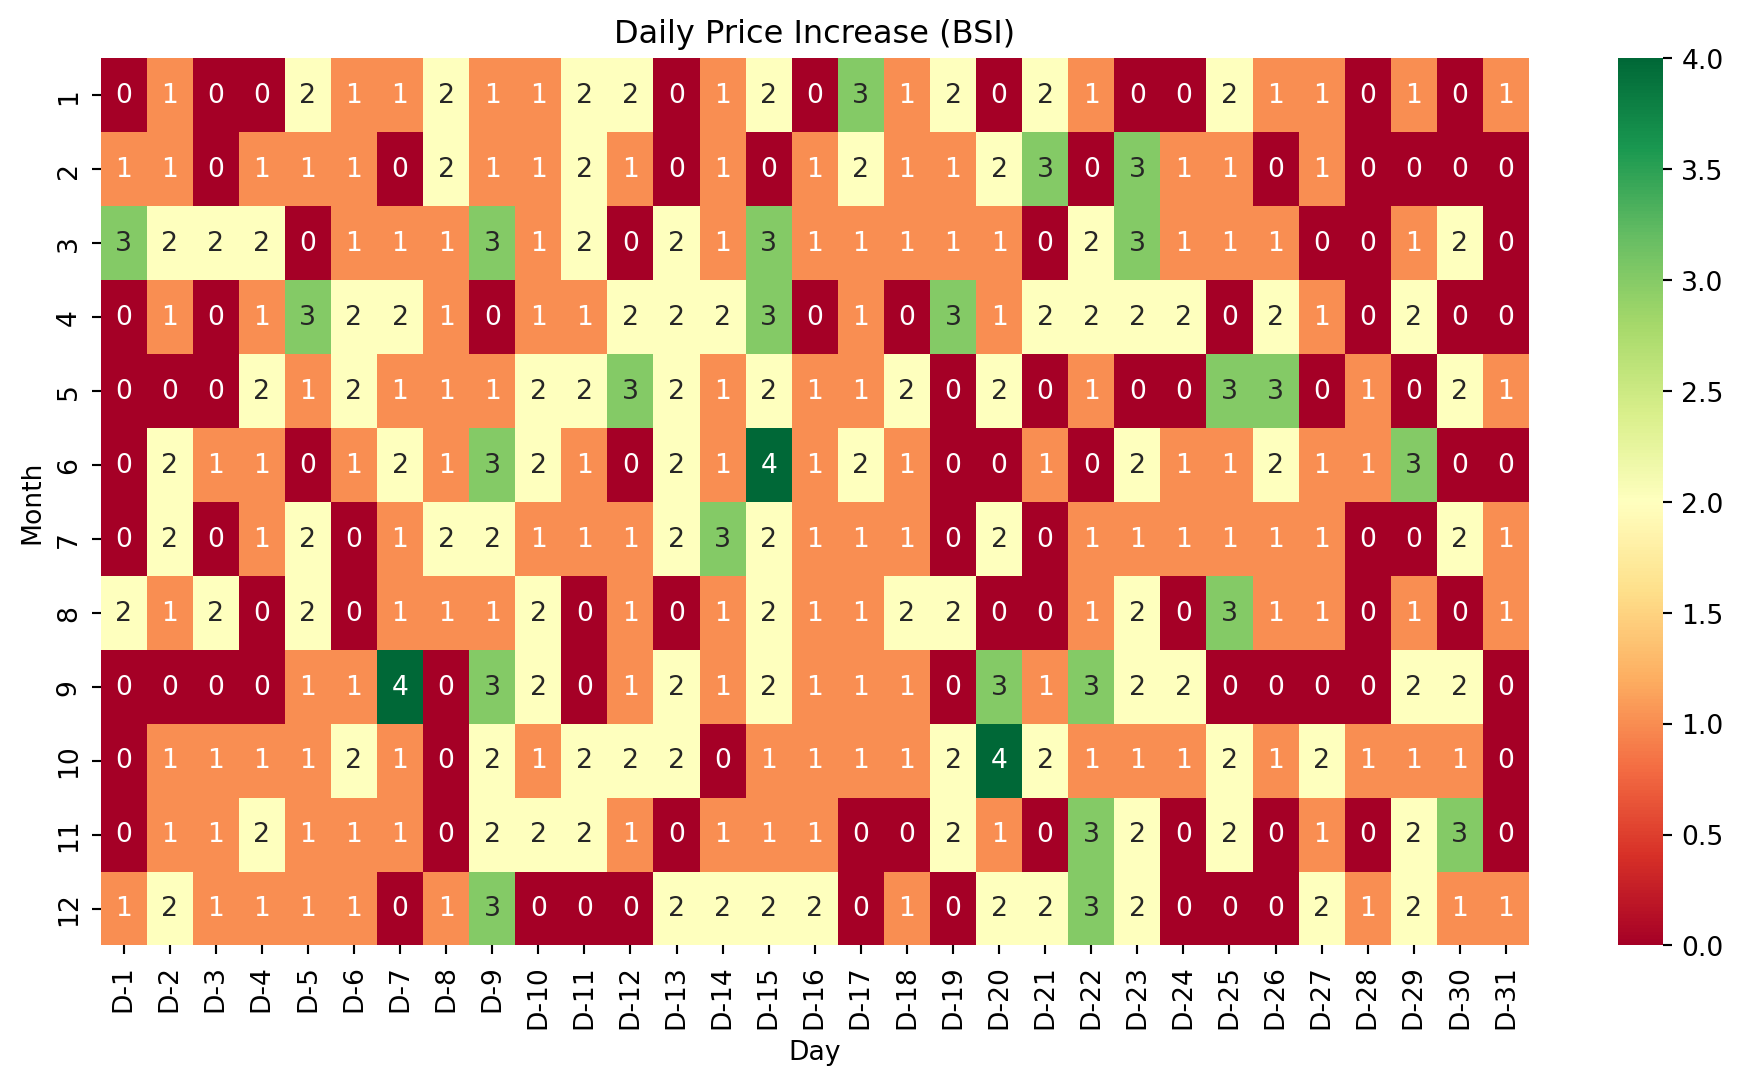 Daily Price Increase (BSI)
1 0 1 0 0 2 1 1 2 1 1 2 2 0 1 2 0 3 1 2 0 2 1 0 0 2 1 1 0 1 0 1
2 1 1 0 1 1 1 0 2 1 1 2 1 0 1 0 1 2 1 1 2 3 0 3 1 1 0 1 0 0 0 0
3 3 2 2 2 0 1 1 1 3 1 2 0 2 1 3 1 1 1 1 1 0 2 3 1 1 1 0 0 1 2 0
4 0 1 0 1 3 2 2 1 0 1 1 2 2 2 3 0 1 0 3 1 2 2 2 2 0 2 1 0 2 0 0
5 0 0 0 2 1 2 1 1 1 2 2 3 2 1 2 1 1 2 0 2 0 1 0 0 3 3 0 1 0 2 1
6 0 2 1 1 0 1 2 1 3 2 1 0 2 1 4 1 2 1 0 0 1 0 2 1 1 2 1 1 3 0 0
7 0 2 0 1 2 0 1 2 2 1 1 1 2 3 2 1 1 1 0 2 0 1 1 1 1 1 1 0 0 2 1
8 2 1 2 0 2 0 1 1 1 2 0 1 0 1 2 1 1 2 2 0 0 1 2 0 3 1 1 0 1 0 1
9 0 0 0 0 1 1 4 0 3 2 0 1 2 1 2 1 1 1 0 3 1 3 2 2 0 0 0 0 2 2 0
10 0 1 1 1 1 2 1 0 2 1 2 2 2 0 1 1 1 1 2 4 2 1 1 1 2 1 2 1 1 1 0
11 0 1 1 2 1 1 1 0 2 2 2 1 0 1 1 1 0 0 2 1 0 3 2 0 2 0 1 0 2 3 0
12 1 2 1 1 1 1 0 1 3 0 0 0 2 2 2 2 0 1 0 2 2 3 2 0 0 0 2 1 2 1 1
Month
D-1 D-2 D-3 D-4 D-5 D-6 D-7 D-8 D-9 D-10 D-11 D-12 D-13 D-14 D-15 D-16 D-17 D-18 D-19 D-20 D-21 D-22 D-23 D-24 D-25 D-26 D-27 D-28 D-29 D-30 D-31
Day
4.0
3.5
3.0
2.5
2.0
1.5
1.0
0.5
0.0